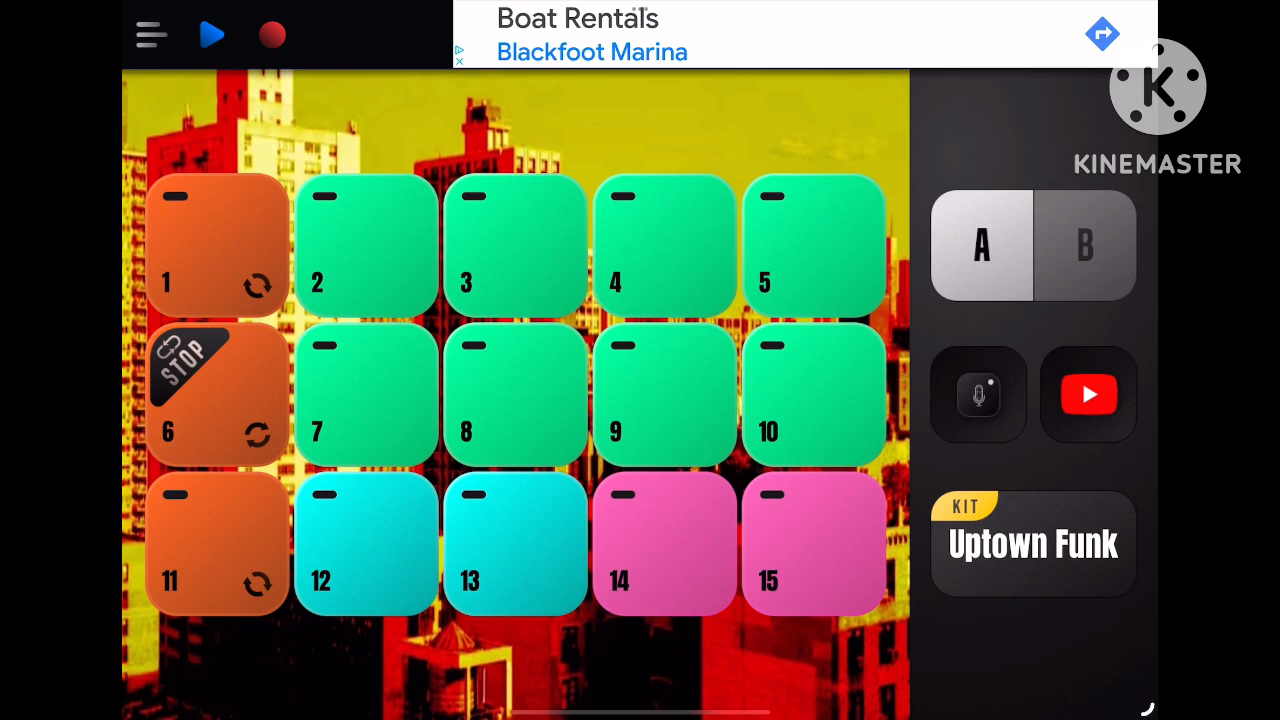 Boat Rentals
Blackfoot Marina
K
KINEMASTER
A B
1 2 3 4 5
STOP
6 7 8 9 10
KIT
Uptown Funk
11 12 13 14 15